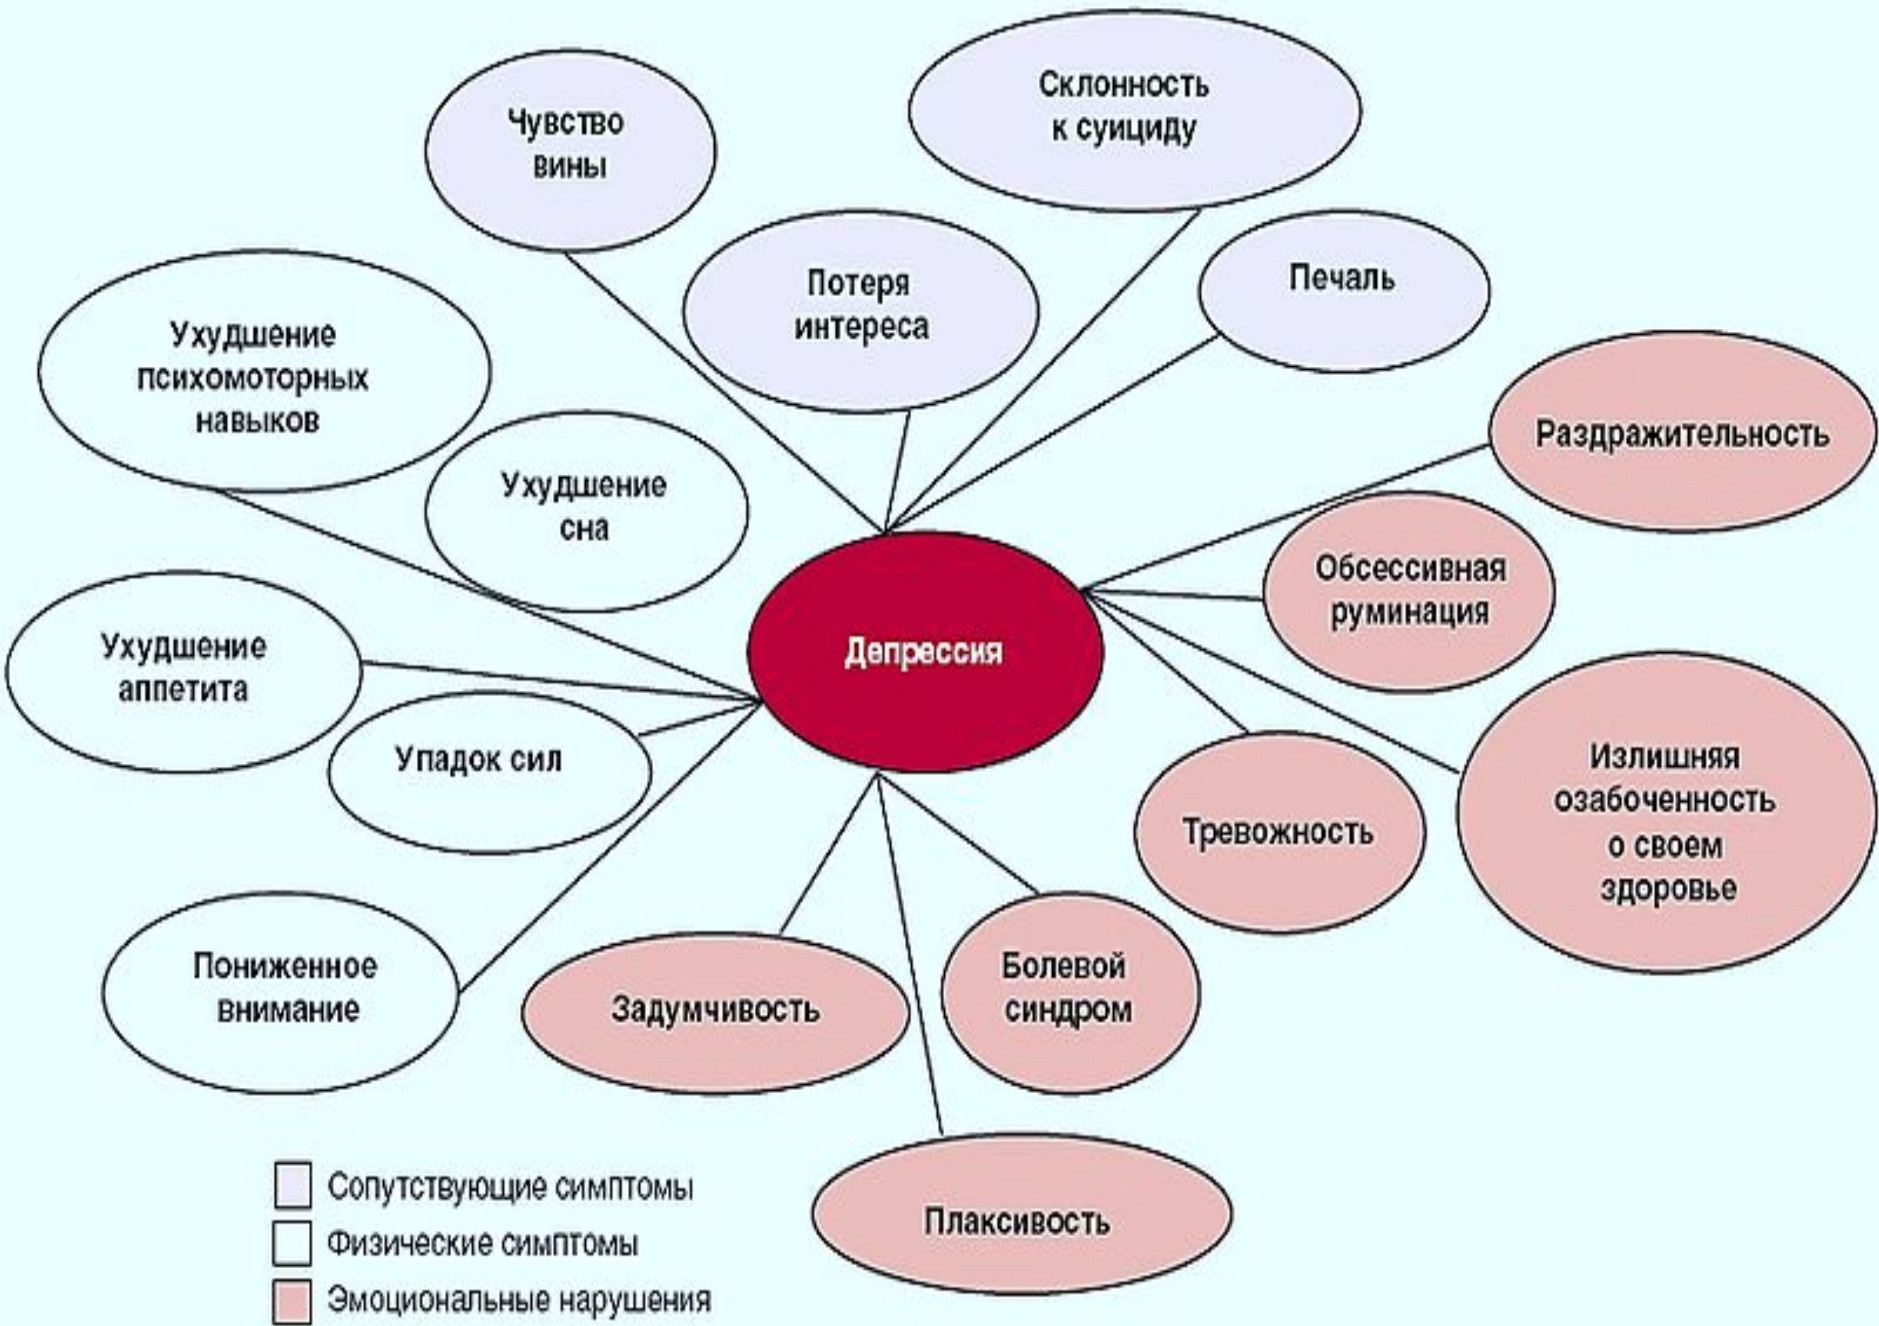 Склонность
к суициду
Чувство
вины
Потеря
интереса
Печаль
Ухудшение
психомоторных
навыков
Раздражительность
Ухудшение
сна
Обсессивная
руминация
Депрессия
Ухудшение
аппетита
Упадок сил
Излишняя
озабоченность
о своем
здоровье
Тревожность
Пониженное
внимание
Задумчивость
Болевой
синдром
Плаксивость
Сопутствующие симптомы
Физические симптомы
Эмоциональные нарушения